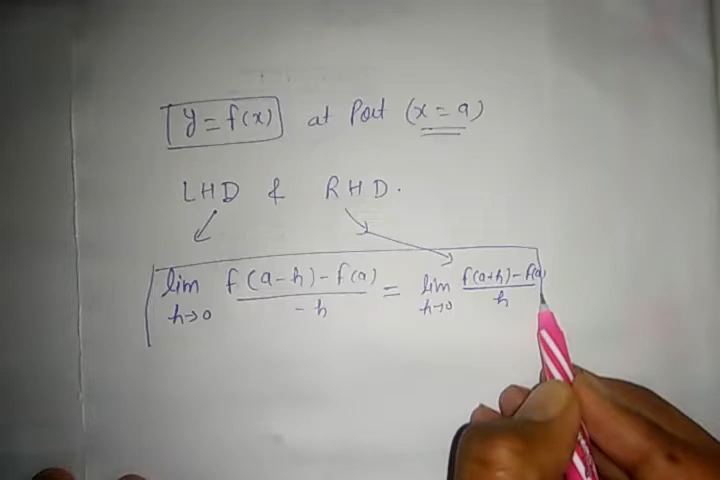 y = f(x) at Poit (x = a)
LHD & RHD.
lim h→0 f(a-h)-f(a) / -h = lim h→0 f(a+h)-f(a) / h